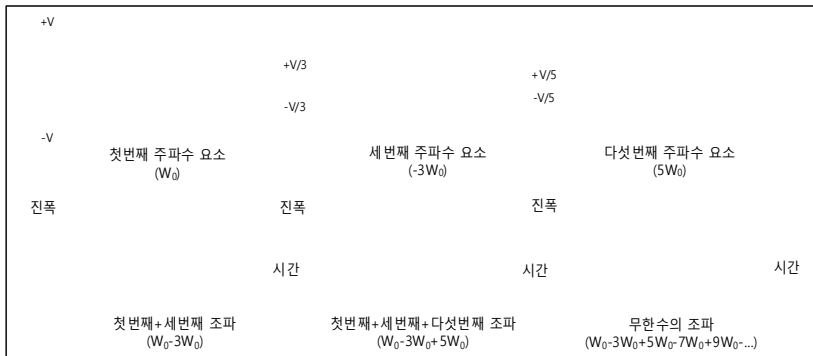 +V
+V/3
+V/5
-V/3
-V/5
-V
첫번째 주파수 요소
(W₀)
세번째 주파수 요소
(-3W₀)
다섯번째 주파수 요소
(5W₀)
진폭
진폭
진폭
시간
시간
시간
첫번째+세번째 조파
(W₀-3W₀)
첫번째+세번째+다섯번째 조파
(W₀-3W₀+5W₀)
무한수의 조파
(W₀-3W₀+5W₀-7W₀+9W₀-...)